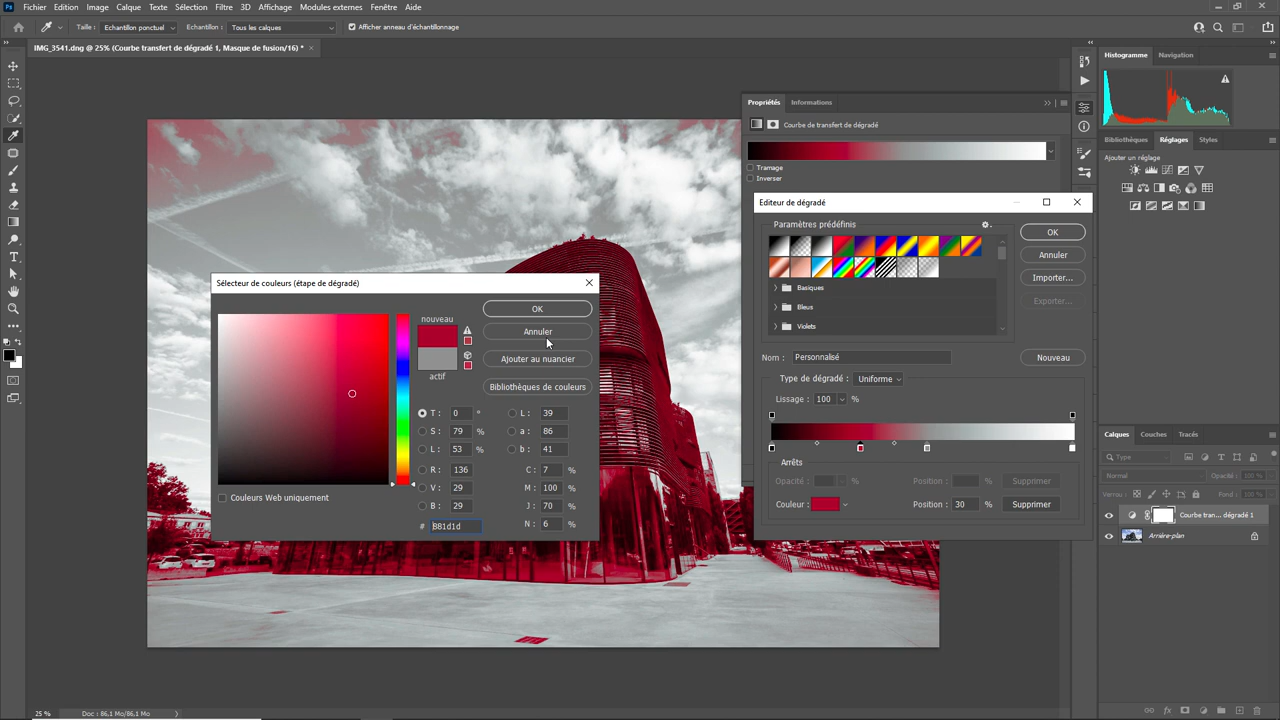 Ps Fichier Edition Image Calque Texte Sélection Filtre 3D Affichage Modules externes Fenêtre Aide
Taille : Echantillon ponctuel Echantillon : Tous les calques Afficher anneau d'échantillonnage
IMG_3541.dng @ 25% (Courbe transfert de dégradé 1, Masque de fusion/16) * ×
Histogramme Navigation
Propriétés Informations
Courbe de transfert de dégradé
Tramage
Inverser
Bibliothèques Réglages Styles
Ajouter un réglage
Editeur de dégradé
Paramètres prédéfinis
OK
Annuler
Importer...
Exporter...
Basiques
Bleus
Violets
Nom : Personnalisé
Nouveau
Type de dégradé : Uniforme
Lissage : 100 %
Arrêts
Opacité : % Position : % Supprimer
Couleur : Position : 30 % Supprimer
Sélecteur de couleurs (étape de dégradé)
nouveau
actif
OK
Annuler
Ajouter au nuancier
Bibliothèques de couleurs
T : 0 ° L : 39
S : 79 % a : 86
L : 53 % b : 41
R : 136 C : 7 %
V : 29 M : 100 %
B : 29 J : 70 %
# 881d1d N : 6 %
Couleurs Web uniquement
Calques Couches Tracés
Type
Normal Opacité : 100 %
Verrou : Fond : 100 %
Courbe tran... dégradé 1
Arrière-plan
25 % Doc : 86,1 Mo/86,1 Mo